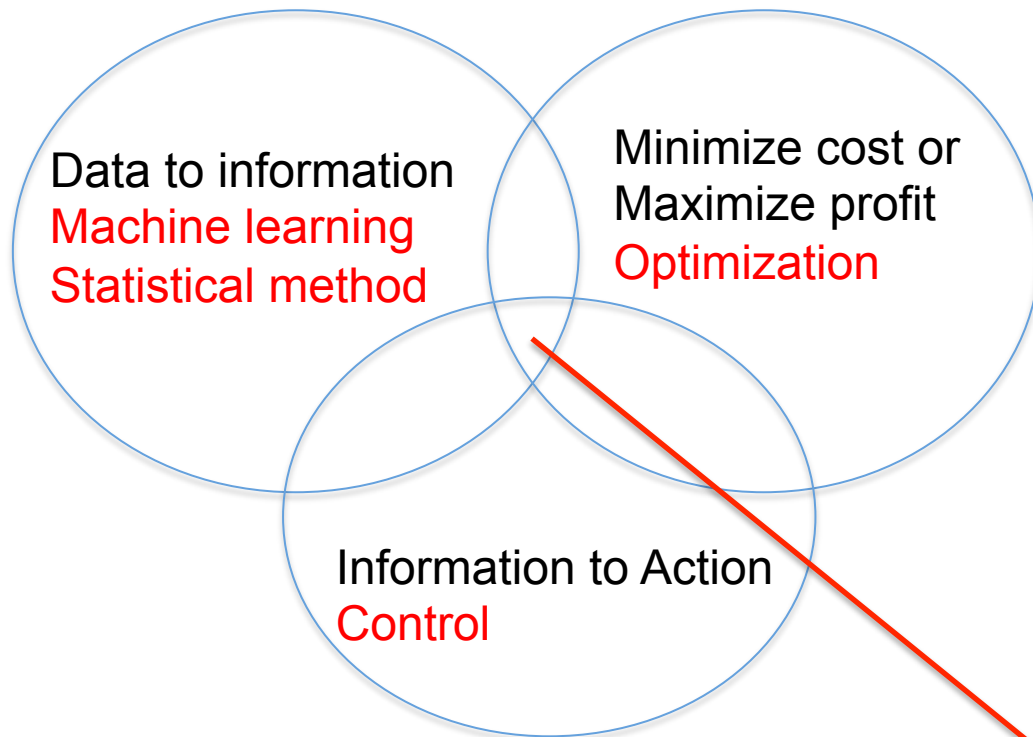 Data to information
Machine learning
Statistical method
Minimize cost or
Maximize profit
Optimization
Information to Action
Control